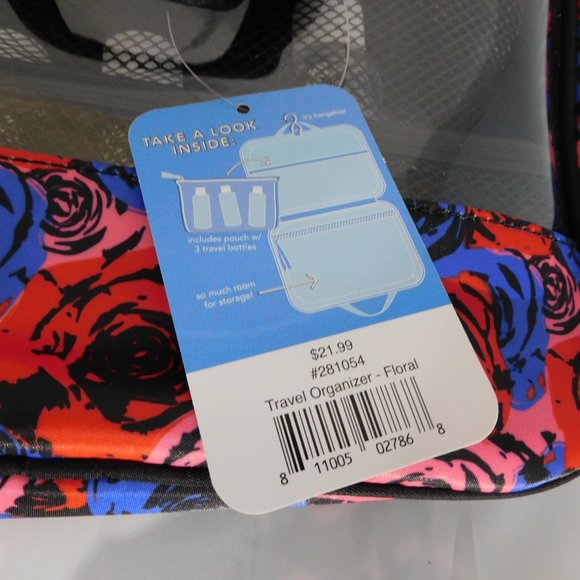 TAKE A LOOK
INSIDE:
it's hangable!
includes pouch w/
3 travel bottles
so much room
for storage!
$21.99
#281054
Travel Organizer - Floral
8 11005 02786 8